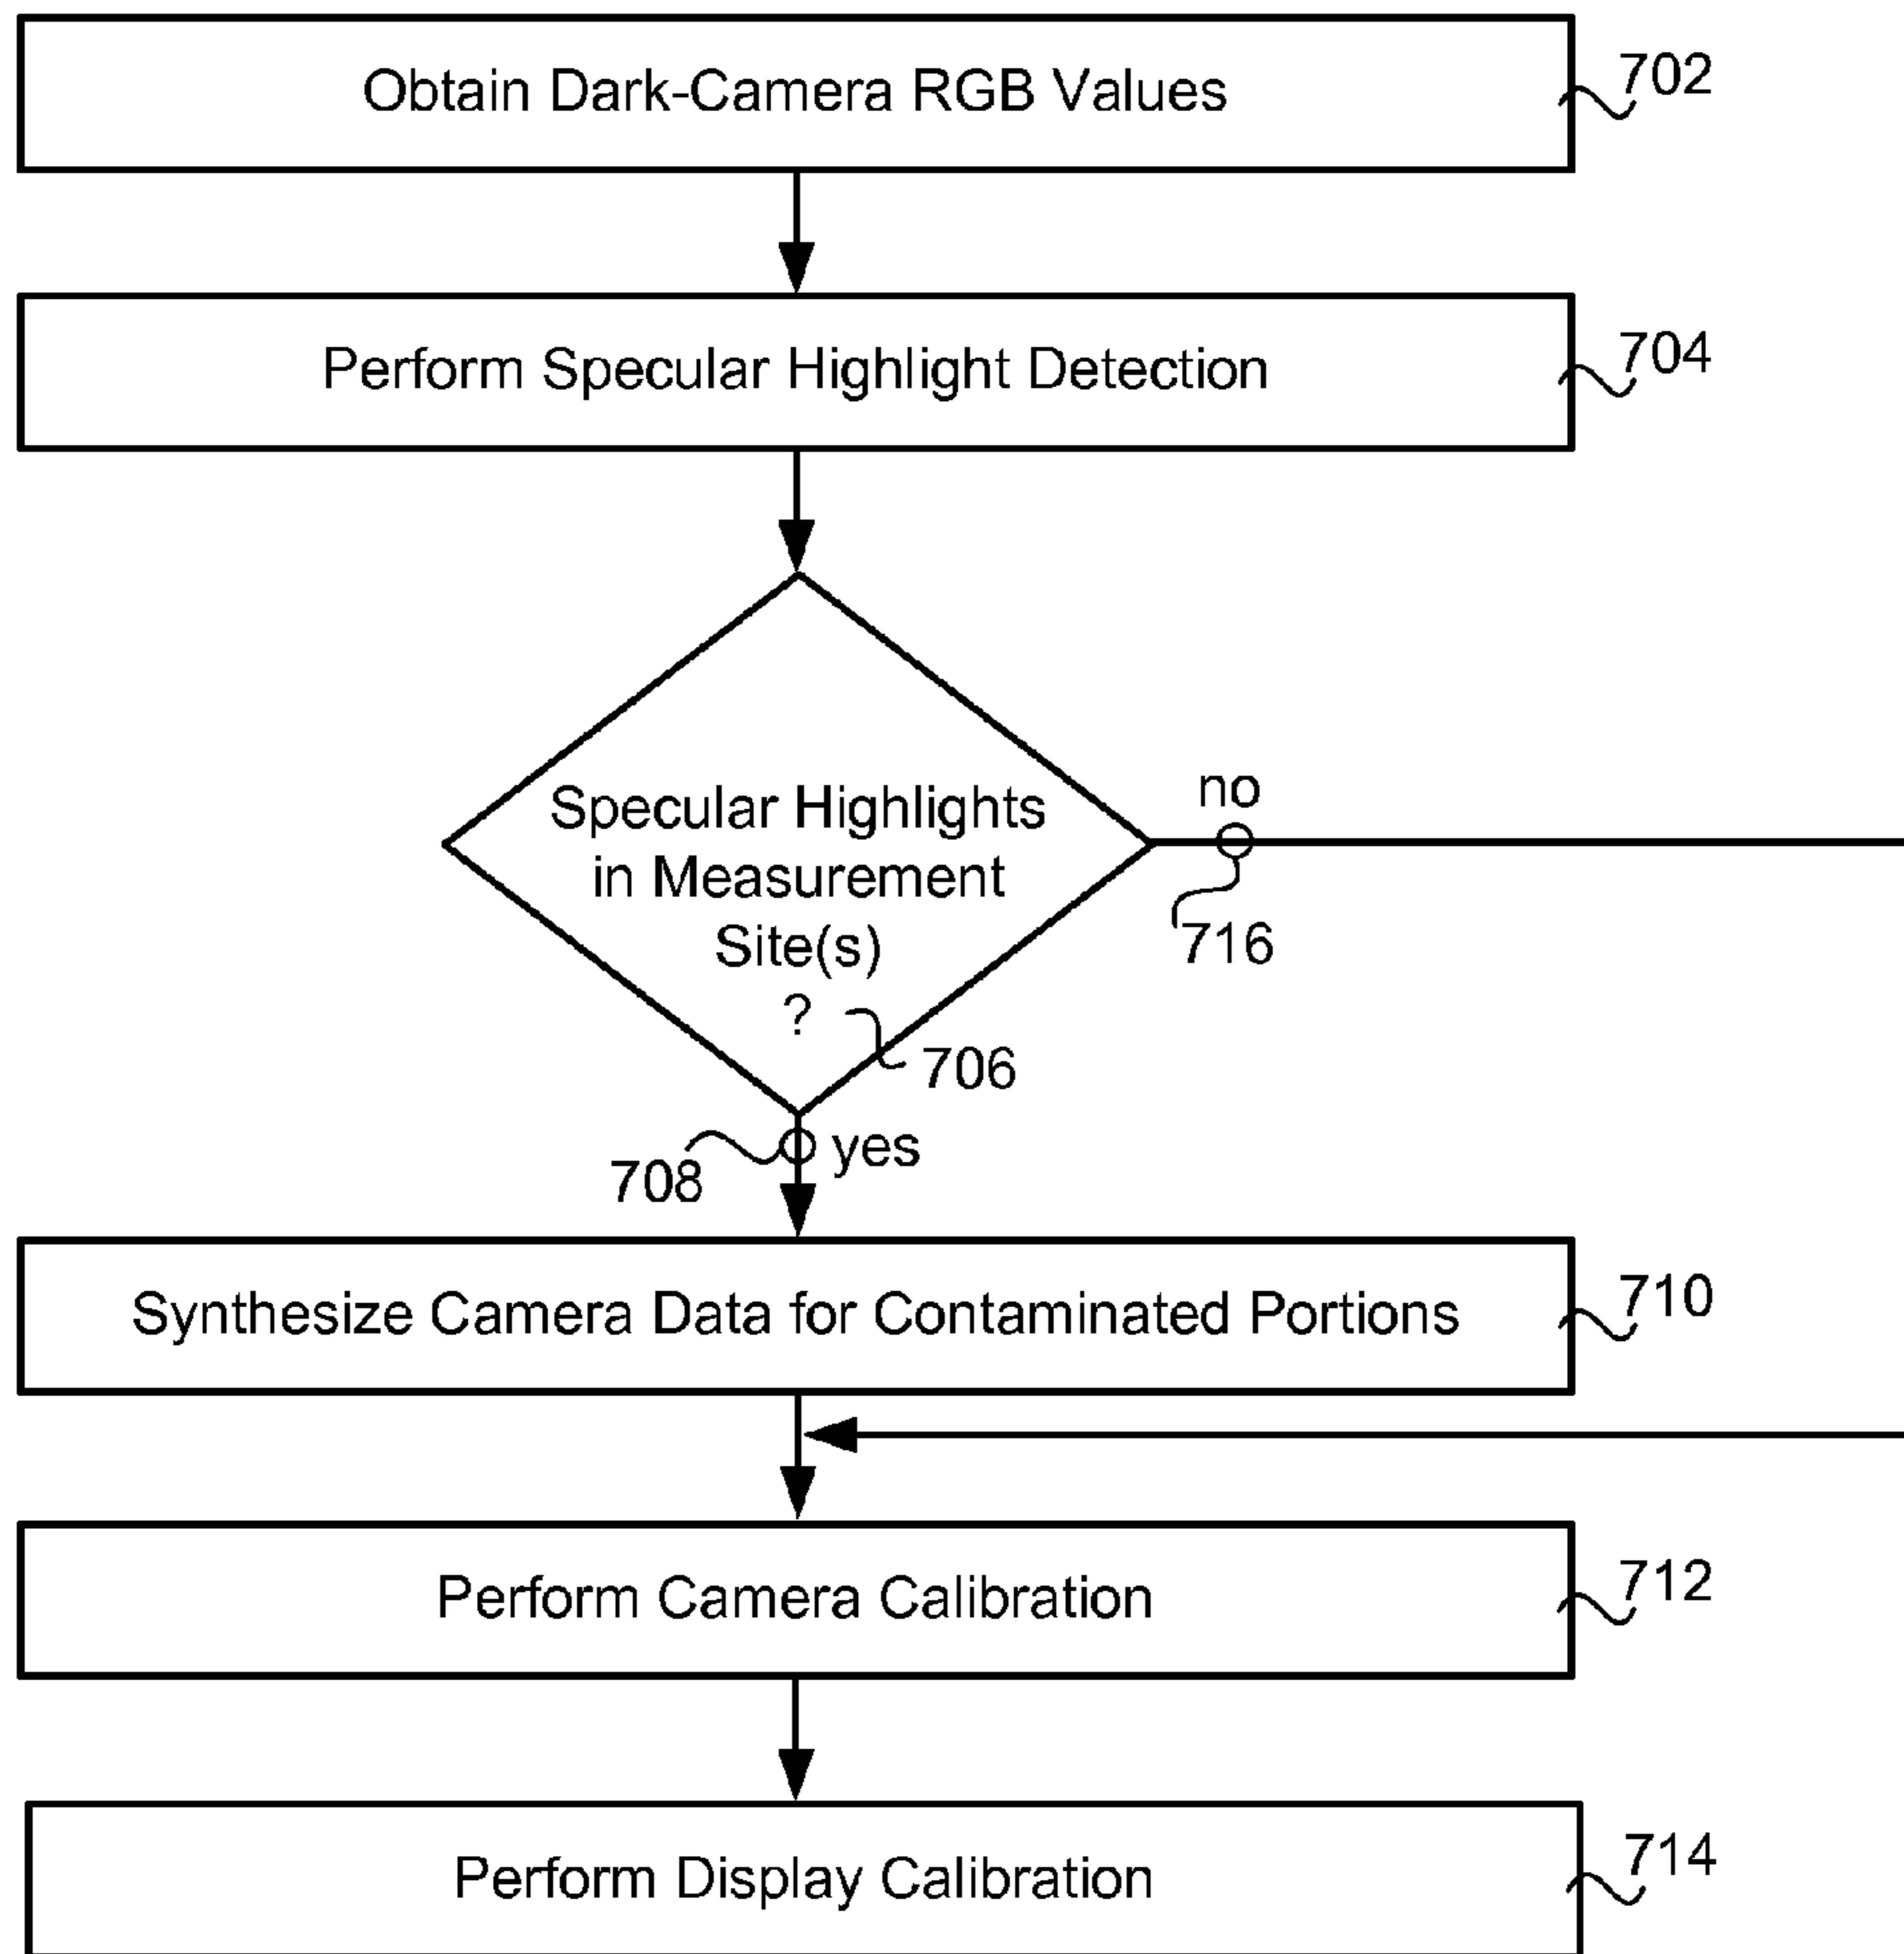 Obtain Dark-Camera RGB Values
702
Perform Specular Highlight Detection
704
Specular Highlights
in Measurement
Site(s)
?
706
no
716
708
yes
Synthesize Camera Data for Contaminated Portions
710
Perform Camera Calibration
712
Perform Display Calibration
714